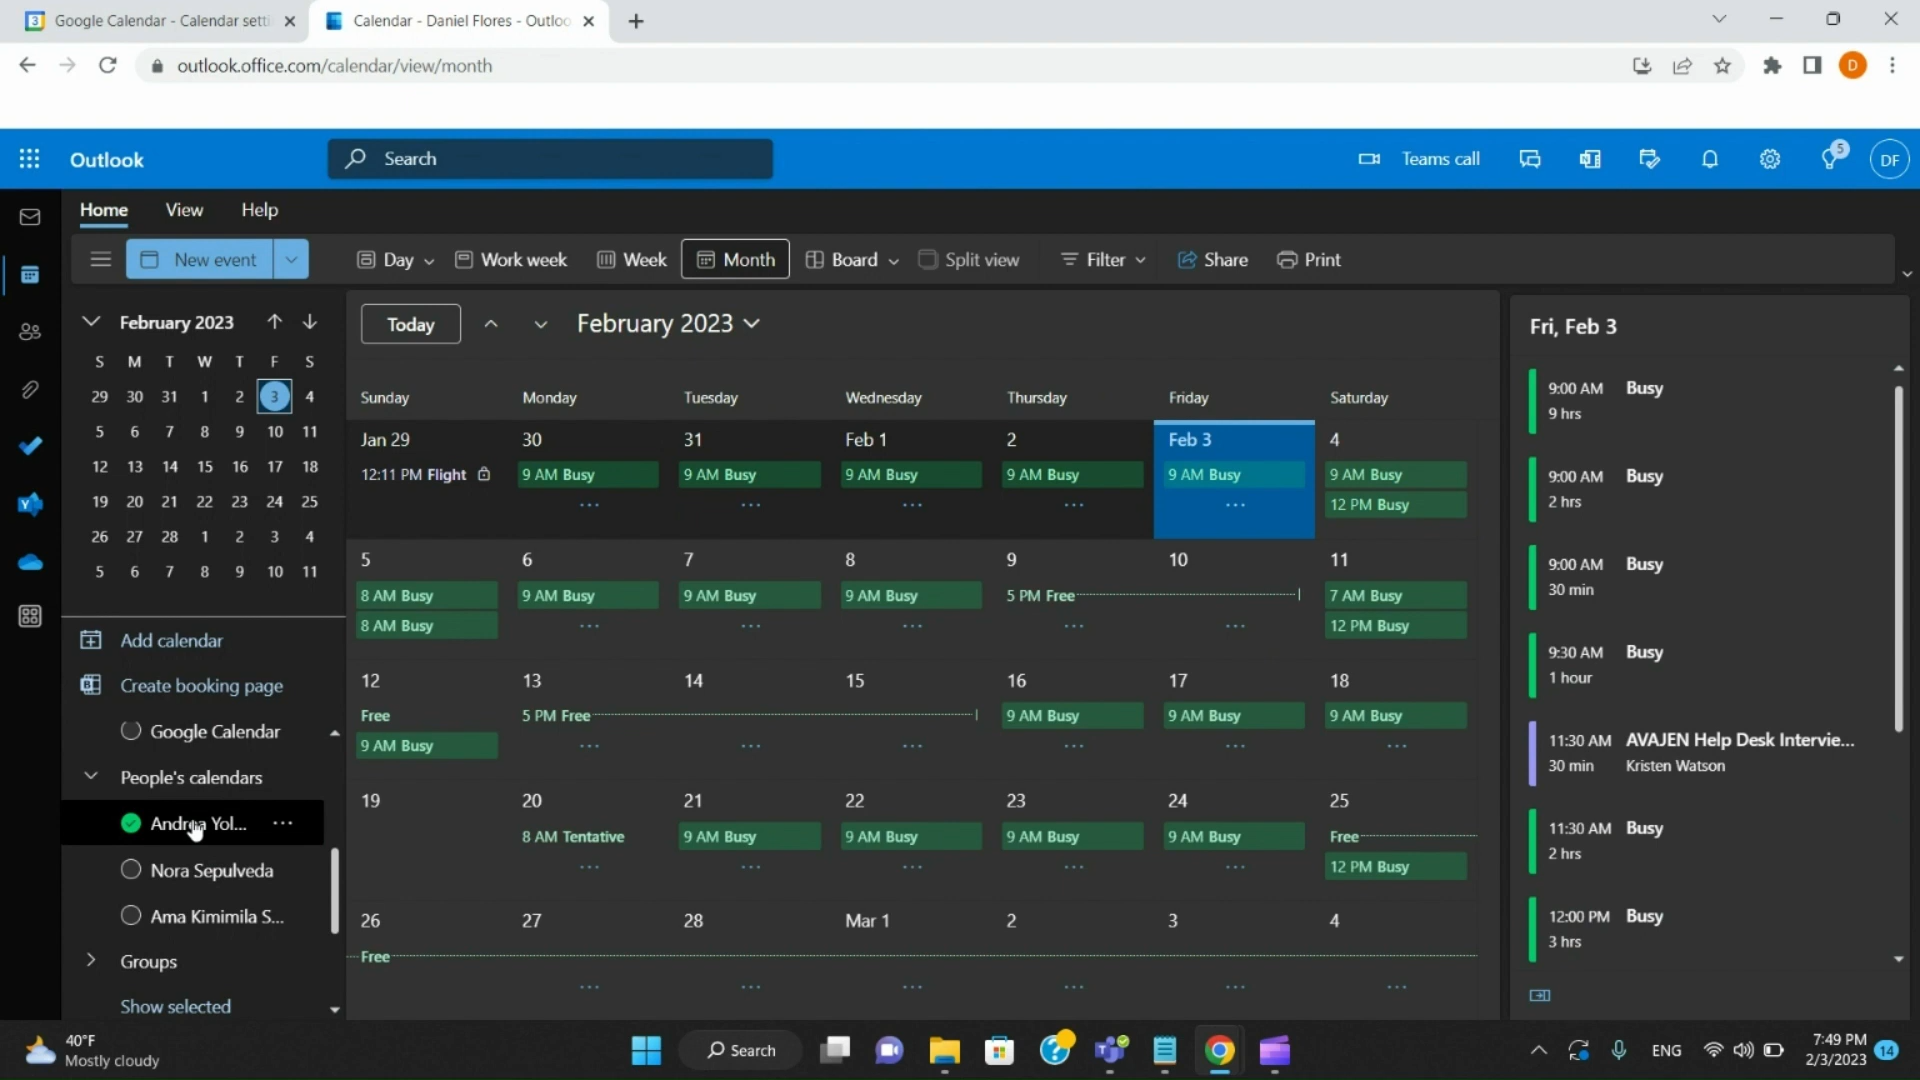 Google Calendar - Calendar setti
Calendar - Daniel Flores - Outloo
outlook.office.com/calendar/view/month
D
Outlook
Search
Teams call
5
DF
Home View Help
New event
Day Work week Week Month Board Split view Filter Share Print
February 2023
S M T W T F S
29 30 31 1 2 3 4
5 6 7 8 9 10 11
12 13 14 15 16 17 18
19 20 21 22 23 24 25
26 27 28 1 2 3 4
5 6 7 8 9 10 11
Add calendar
Create booking page
Google Calendar
People's calendars
Andrea Yol...
Nora Sepulveda
Ama Kimimila S...
Groups
Show selected
Today February 2023
Sunday Monday Tuesday Wednesday Thursday Friday Saturday
Jan 29 30 31 Feb 1 2 Feb 3 4
12:11 PM Flight 9 AM Busy 9 AM Busy 9 AM Busy 9 AM Busy 9 AM Busy 9 AM Busy
12 PM Busy
5 6 7 8 9 10 11
8 AM Busy 9 AM Busy 9 AM Busy 9 AM Busy 5 PM Free 7 AM Busy
8 AM Busy 12 PM Busy
12 13 14 15 16 17 18
Free 5 PM Free 9 AM Busy 9 AM Busy 9 AM Busy
9 AM Busy
19 20 21 22 23 24 25
8 AM Tentative 9 AM Busy 9 AM Busy 9 AM Busy 9 AM Busy Free
12 PM Busy
26 27 28 Mar 1 2 3 4
Free
Fri, Feb 3
9:00 AM Busy
9 hrs
9:00 AM Busy
2 hrs
9:00 AM Busy
30 min
9:30 AM Busy
1 hour
11:30 AM AVAJEN Help Desk Intervie...
30 min Kristen Watson
11:30 AM Busy
2 hrs
12:00 PM Busy
3 hrs
40°F
Mostly cloudy
Search
ENG
7:49 PM
2/3/2023
14